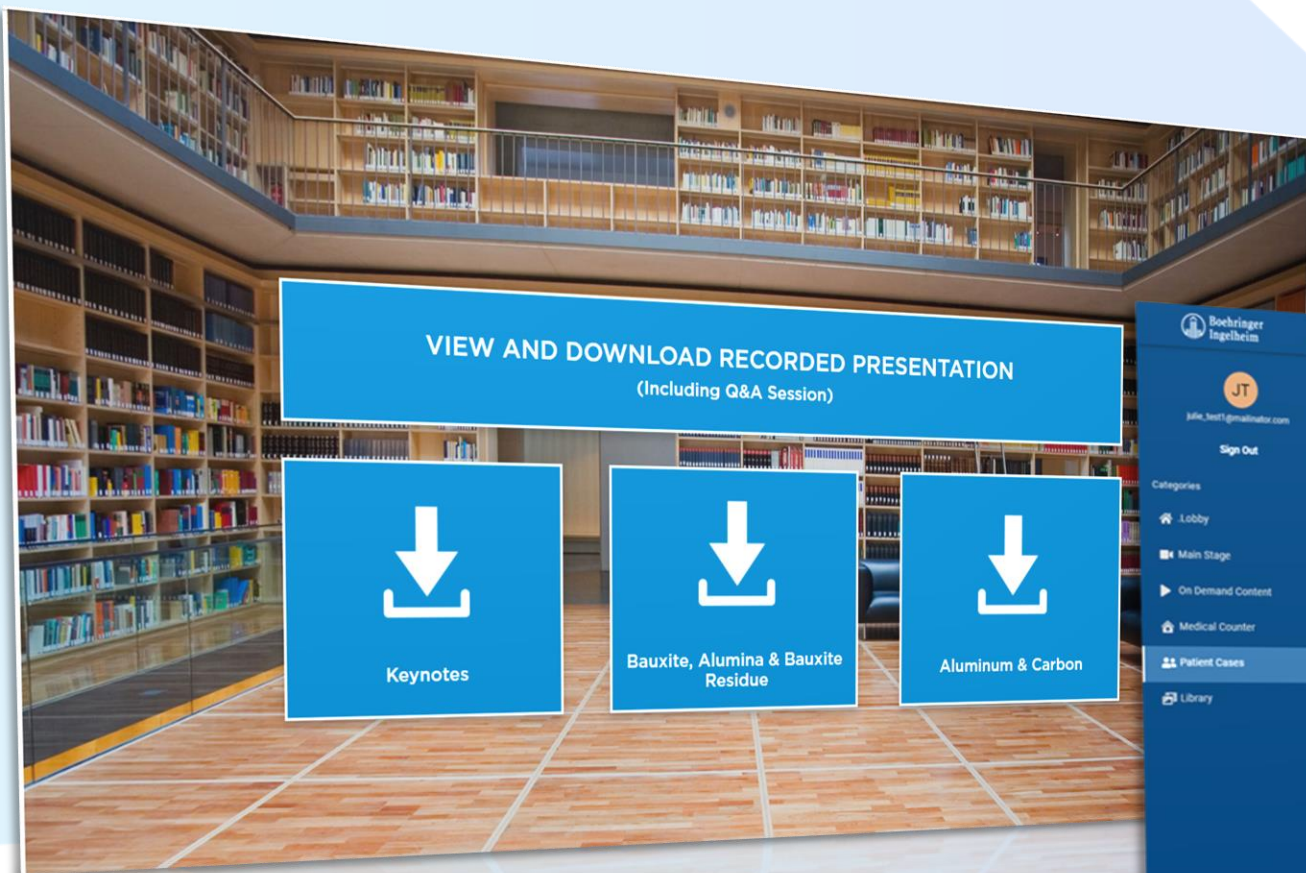 VIEW AND DOWNLOAD RECORDED PRESENTATION
(Including Q&A Session)
Keynotes
Bauxite, Alumina & Bauxite
Residue
Aluminum & Carbon
Boehringer
Ingelheim
JT
julie_test1@mailinator.com
Sign Out
Categories
.Lobby
Main Stage
On Demand Content
Medical Counter
Patient Cases
Library